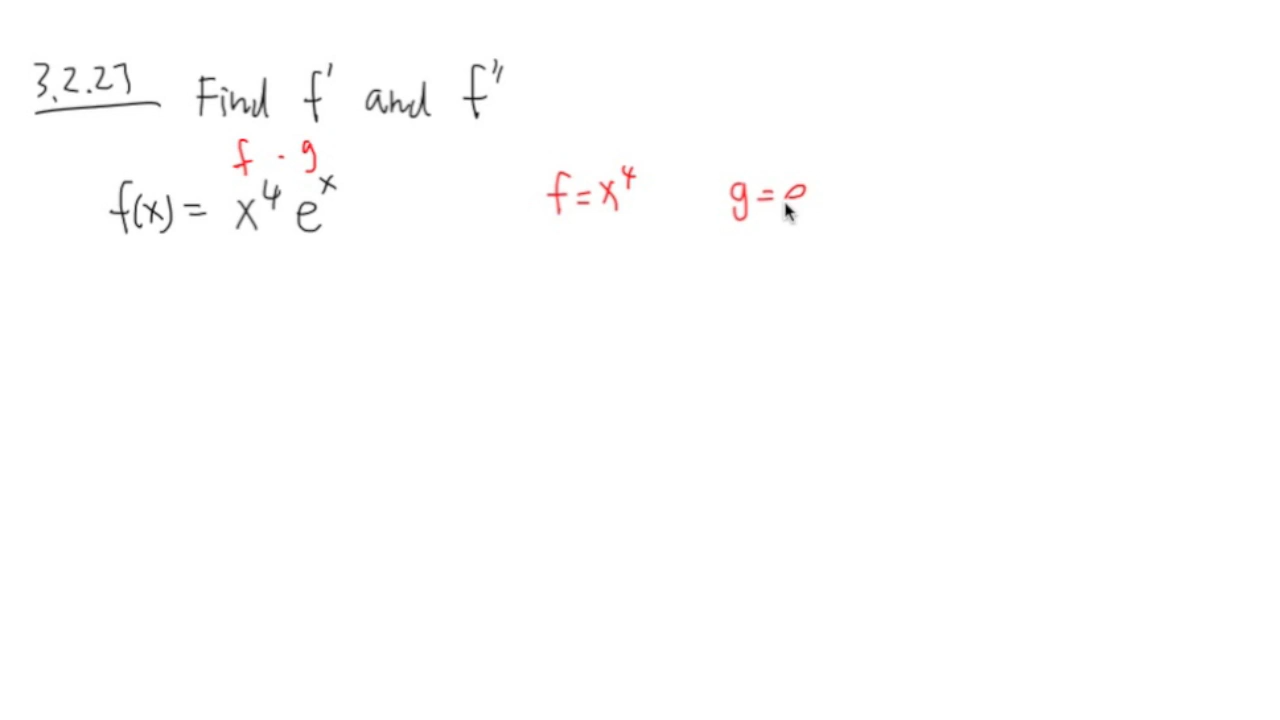 3.2.27 Find f' and f''
f · g
f(x) = x⁴ eˣ f = x⁴ g = e